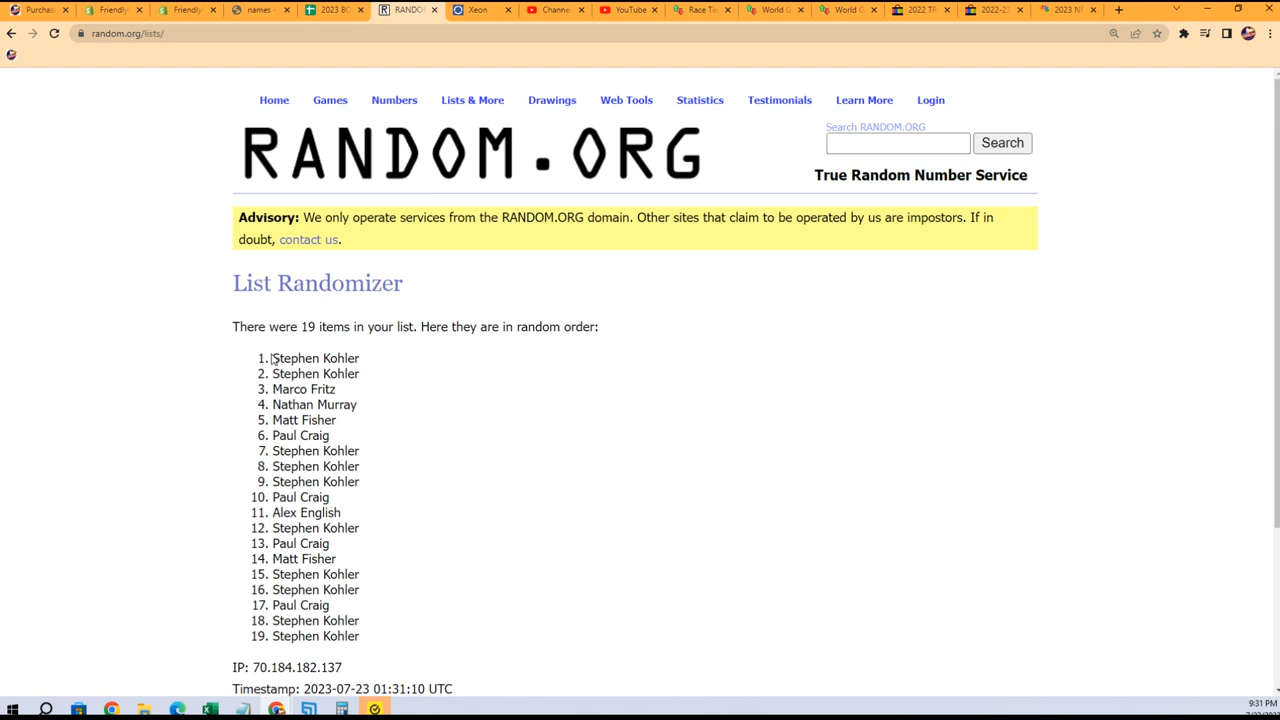 Purchas
Friendly
Friendly
names -
2023 BO
RANDO
Xeon
Channel
YouTube
Race Tim
World G
World G
2022 TR
2022-23
2023 NF
random.org/lists/
Home Games Numbers Lists & More Drawings Web Tools Statistics Testimonials Learn More Login
Search RANDOM.ORG
RANDOM.ORG
Search
True Random Number Service
Advisory: We only operate services from the RANDOM.ORG domain. Other sites that claim to be operated by us are impostors. If in
doubt, contact us.
List Randomizer
There were 19 items in your list. Here they are in random order:
1. Stephen Kohler
2. Stephen Kohler
3. Marco Fritz
4. Nathan Murray
5. Matt Fisher
6. Paul Craig
7. Stephen Kohler
8. Stephen Kohler
9. Stephen Kohler
10. Paul Craig
11. Alex English
12. Stephen Kohler
13. Paul Craig
14. Matt Fisher
15. Stephen Kohler
16. Stephen Kohler
17. Paul Craig
18. Stephen Kohler
19. Stephen Kohler
IP: 70.184.182.137
Timestamp: 2023-07-23 01:31:10 UTC
9:31 PM